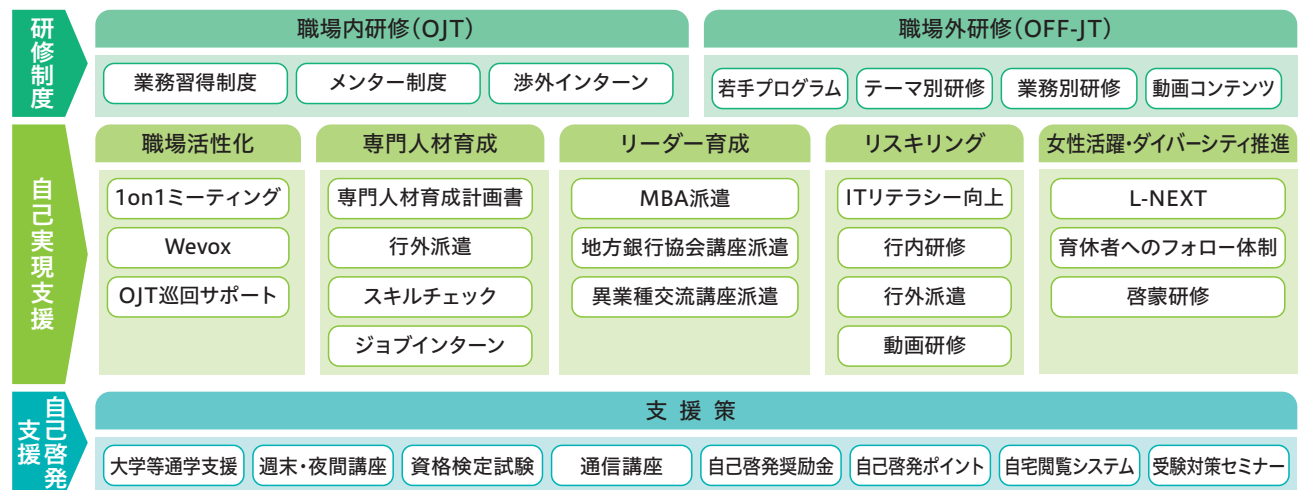 研修制度
職場内研修(OJT)
職場外研修(OFF-JT)
業務習得制度
メンター制度
渉外インターン
若手プログラム
テーマ別研修
業務別研修
動画コンテンツ
自己実現支援
職場活性化
専門人材育成
リーダー育成
リスキリング
女性活躍・ダイバーシティ推進
1on1ミーティング
専門人材育成計画書
MBA派遣
ITリテラシー向上
L-NEXT
Wevox
行外派遣
地方銀行協会講座派遣
行内研修
育休者へのフォロー体制
OJT巡回サポート
スキルチェック
異業種交流講座派遣
行外派遣
啓蒙研修
ジョブインターン
動画研修
自己啓発
支援
支援策
大学等通学支援
週末・夜間講座
資格検定試験
通信講座
自己啓発奨励金
自己啓発ポイント
自宅閲覧システム
受験対策セミナー